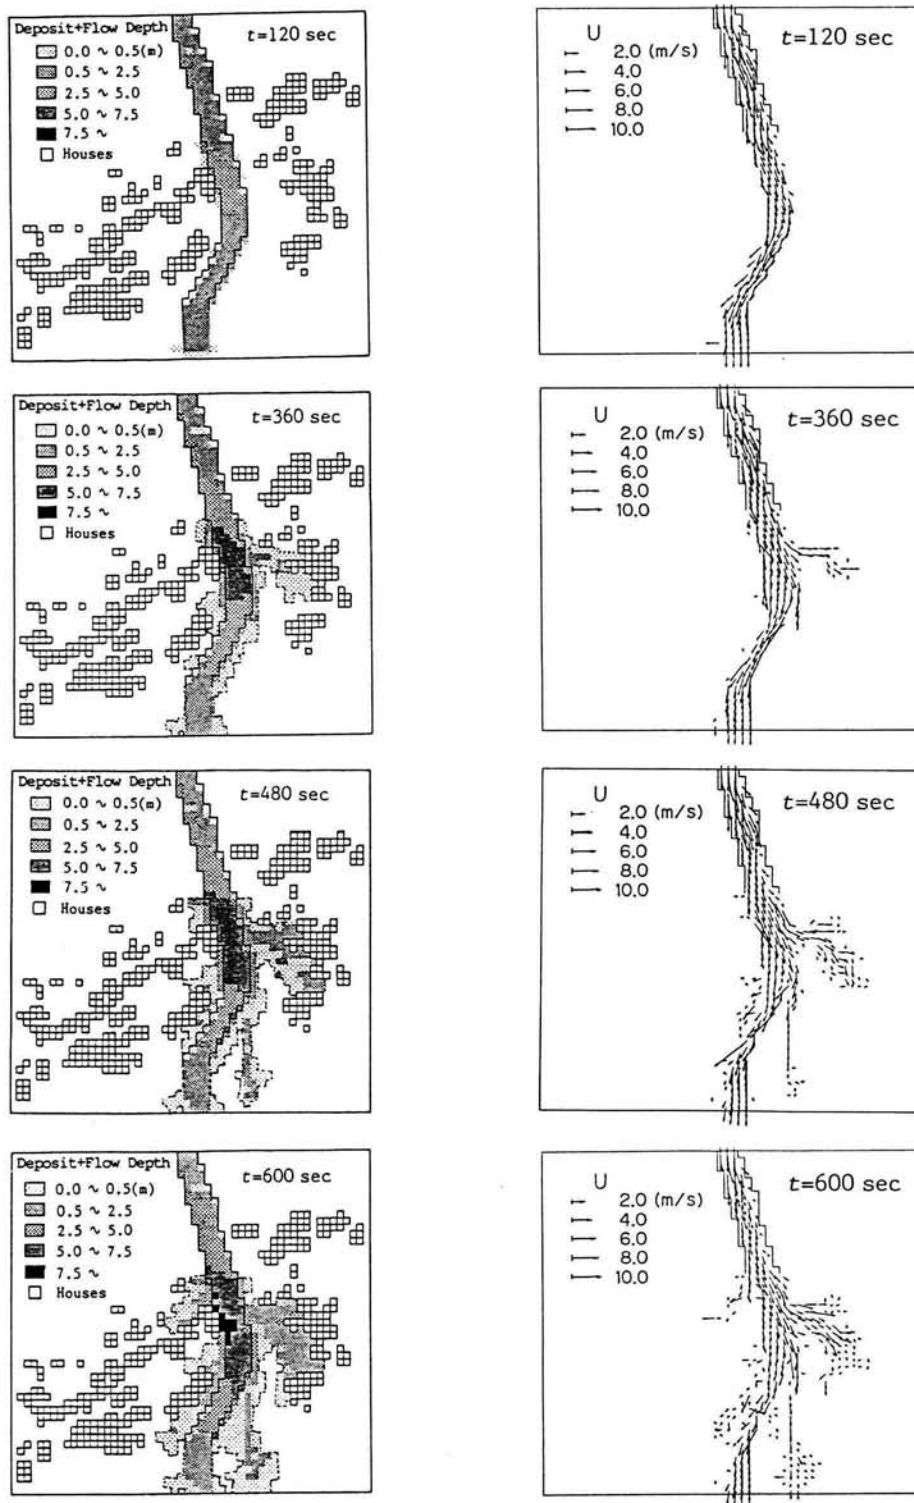 Deposit+Flow Depth
t=120 sec
0.0 ~ 0.5(m)
0.5 ~ 2.5
2.5 ~ 5.0
5.0 ~ 7.5
7.5 ~
Houses
U
t=120 sec
2.0 (m/s)
4.0
6.0
8.0
10.0
Deposit+Flow Depth
t=360 sec
0.0 ~ 0.5(m)
0.5 ~ 2.5
2.5 ~ 5.0
5.0 ~ 7.5
7.5 ~
Houses
U
t=360 sec
2.0 (m/s)
4.0
6.0
8.0
10.0
Deposit+Flow Depth
t=480 sec
0.0 ~ 0.5(m)
0.5 ~ 2.5
2.5 ~ 5.0
5.0 ~ 7.5
7.5 ~
Houses
U
t=480 sec
2.0 (m/s)
4.0
6.0
8.0
10.0
Deposit+Flow Depth
t=600 sec
0.0 ~ 0.5(m)
0.5 ~ 2.5
2.5 ~ 5.0
5.0 ~ 7.5
7.5 ~
Houses
U
t=600 sec
2.0 (m/s)
4.0
6.0
8.0
10.0